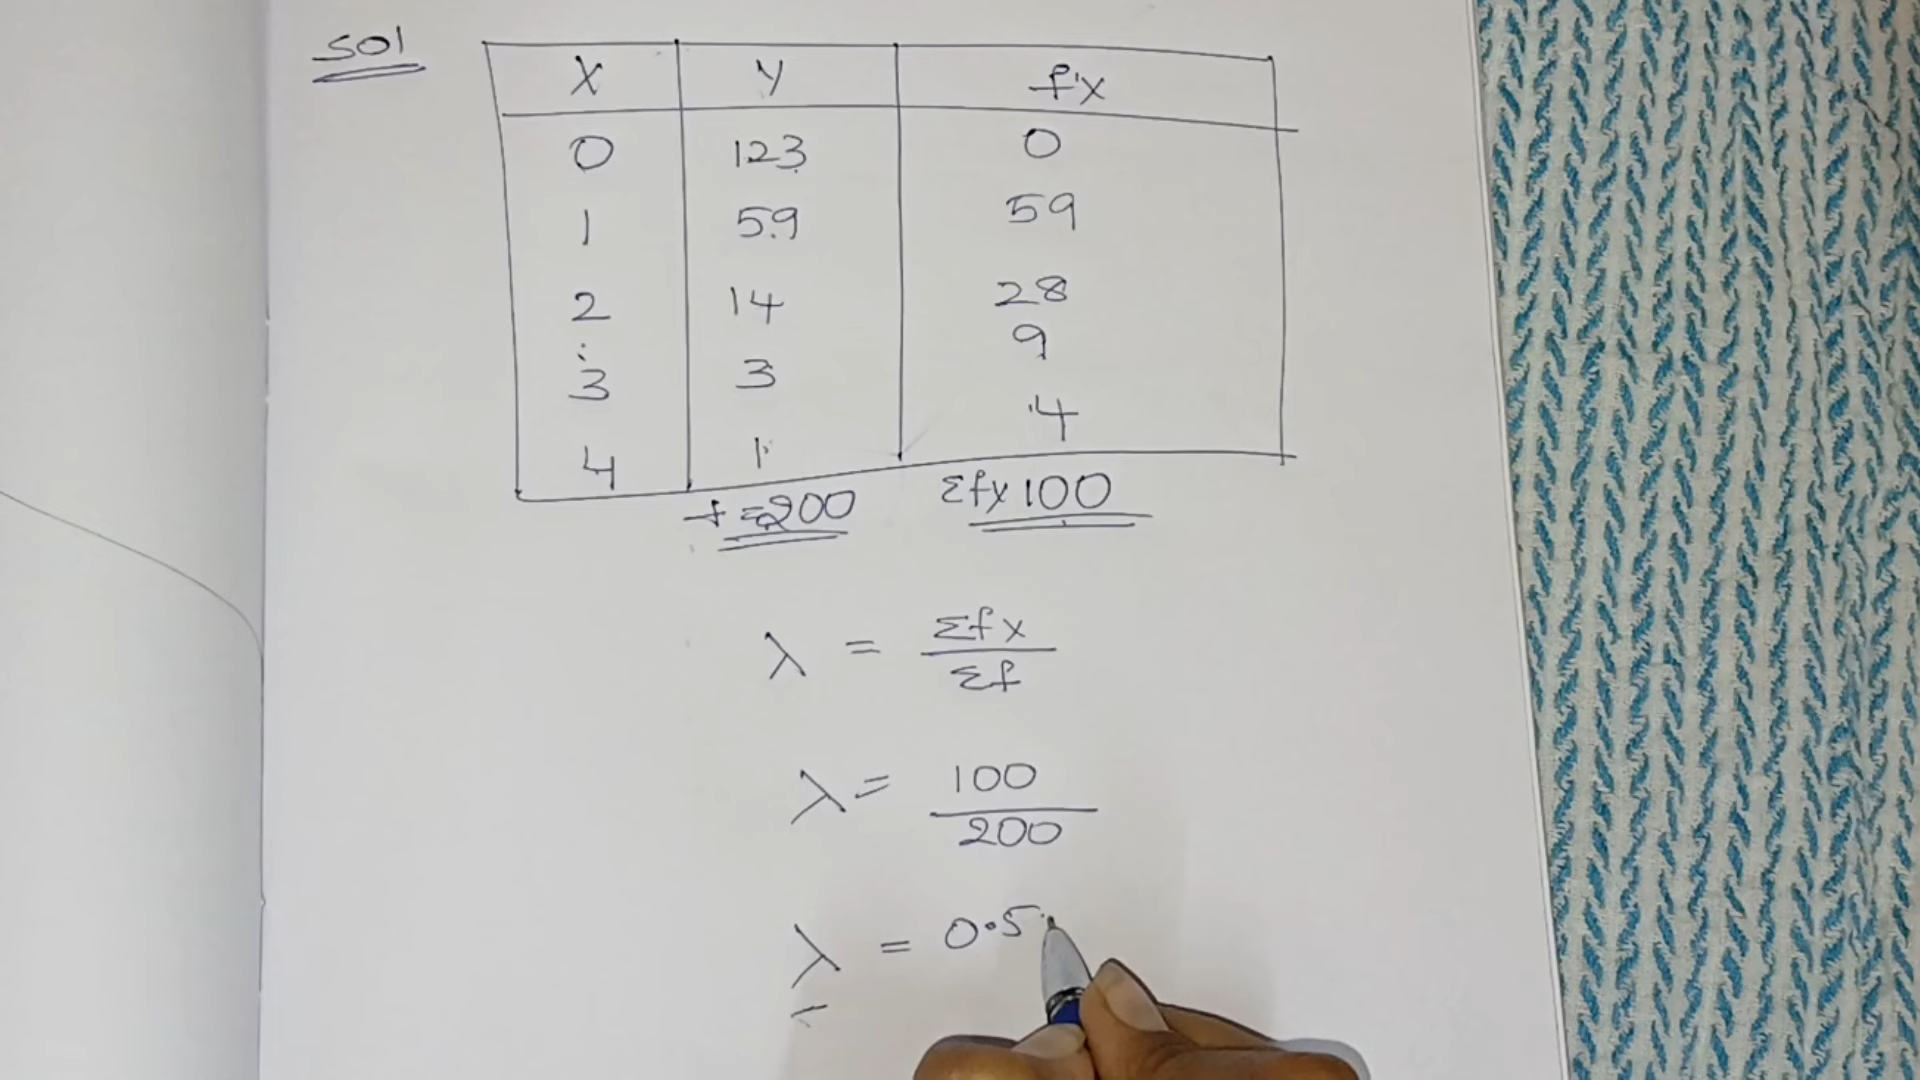 Sol
X Y f'x
0 123 0
1 59 59
2 14 28
3 3 9
4 1 4
f = 200 Σfx 100
λ = Σfx / Σf
λ = 100 / 200
λ = 0.5